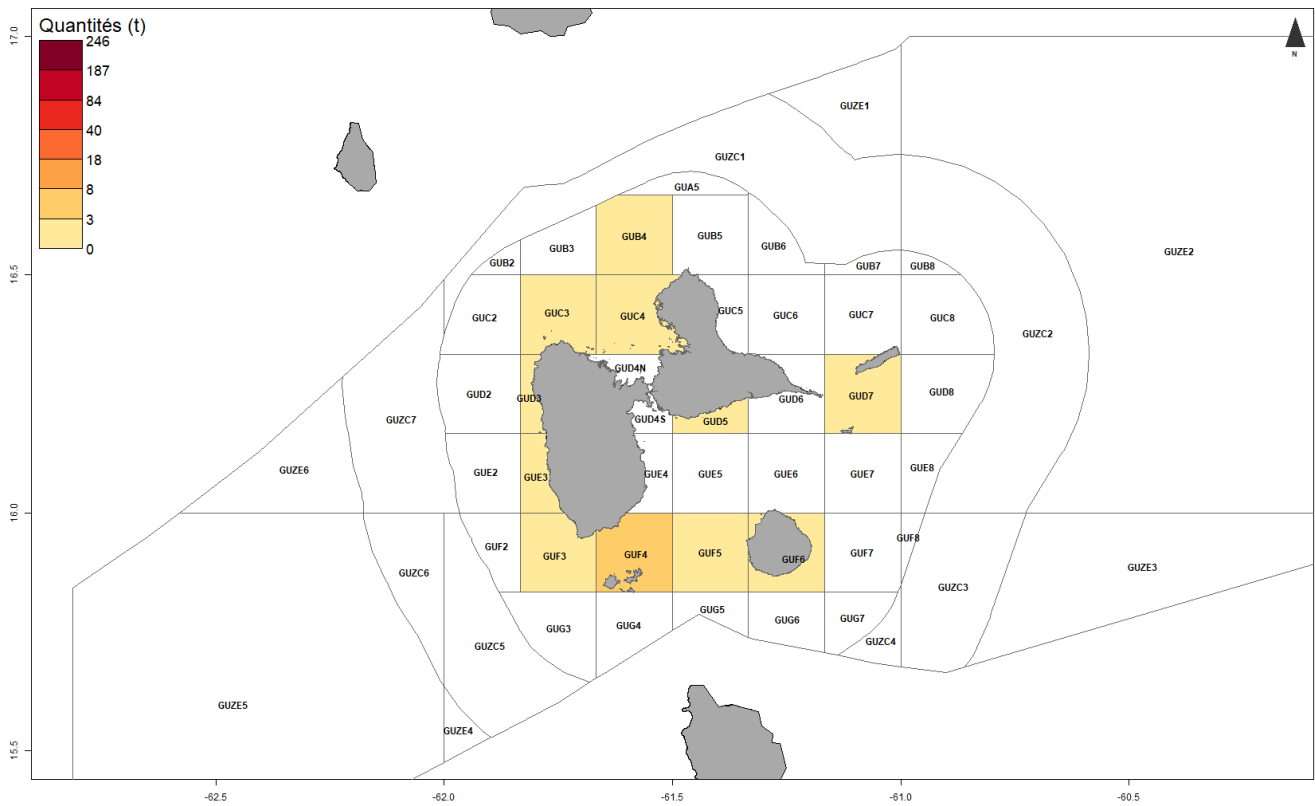 Quantités (t)
246
187
84
40
18
8
3
0
N
17.0
16.5
16.0
15.5
GUZE1
GUZC1
GUA5
GUB4
GUB5
GUB6
GUB3
GUB2
GUB7
GUB8
GUZE2
GUC2
GUC3
GUC4
GUC5
GUC6
GUC7
GUC8
GUZC2
GUD4N
GUD2
GUD3
GUD6
GUD7
GUD8
GUZC7
GUD4S
GUD5
GUZE6
GUE2
GUE3
GUE4
GUE5
GUE6
GUE7
GUE8
GUF2
GUF3
GUF4
GUF5
GUF6
GUF7
GUF8
GUZC6
GUZC3
GUZE3
GUG5
GUG3
GUG4
GUG6
GUG7
GUZC5
GUZC4
GUZE5
GUZE4
-62.5
-62.0
-61.5
-61.0
-60.5